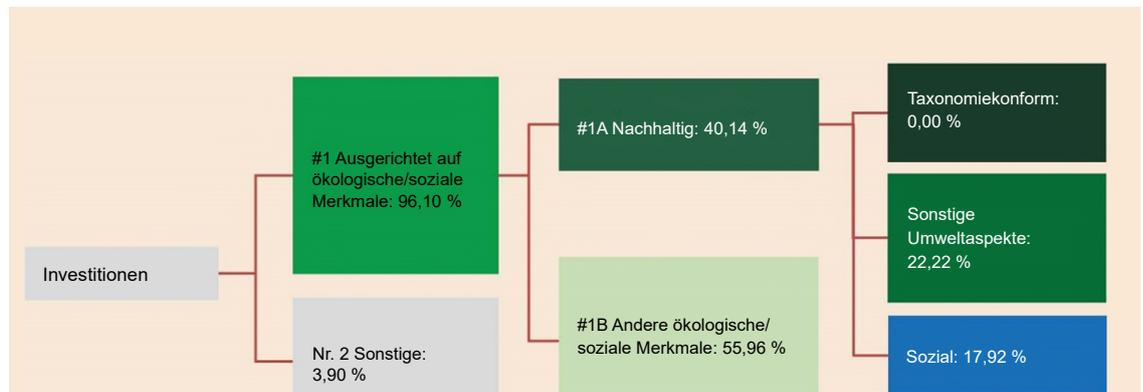 Investitionen
#1 Ausgerichtet auf
ökologische/soziale
Merkmale: 96,10 %
Nr. 2 Sonstige:
3,90 %
#1A Nachhaltig: 40,14 %
#1B Andere ökologische/
soziale Merkmale: 55,96 %
Taxonomiekonform:
0,00 %
Sonstige
Umweltaspekte:
22,22 %
Sozial: 17,92 %